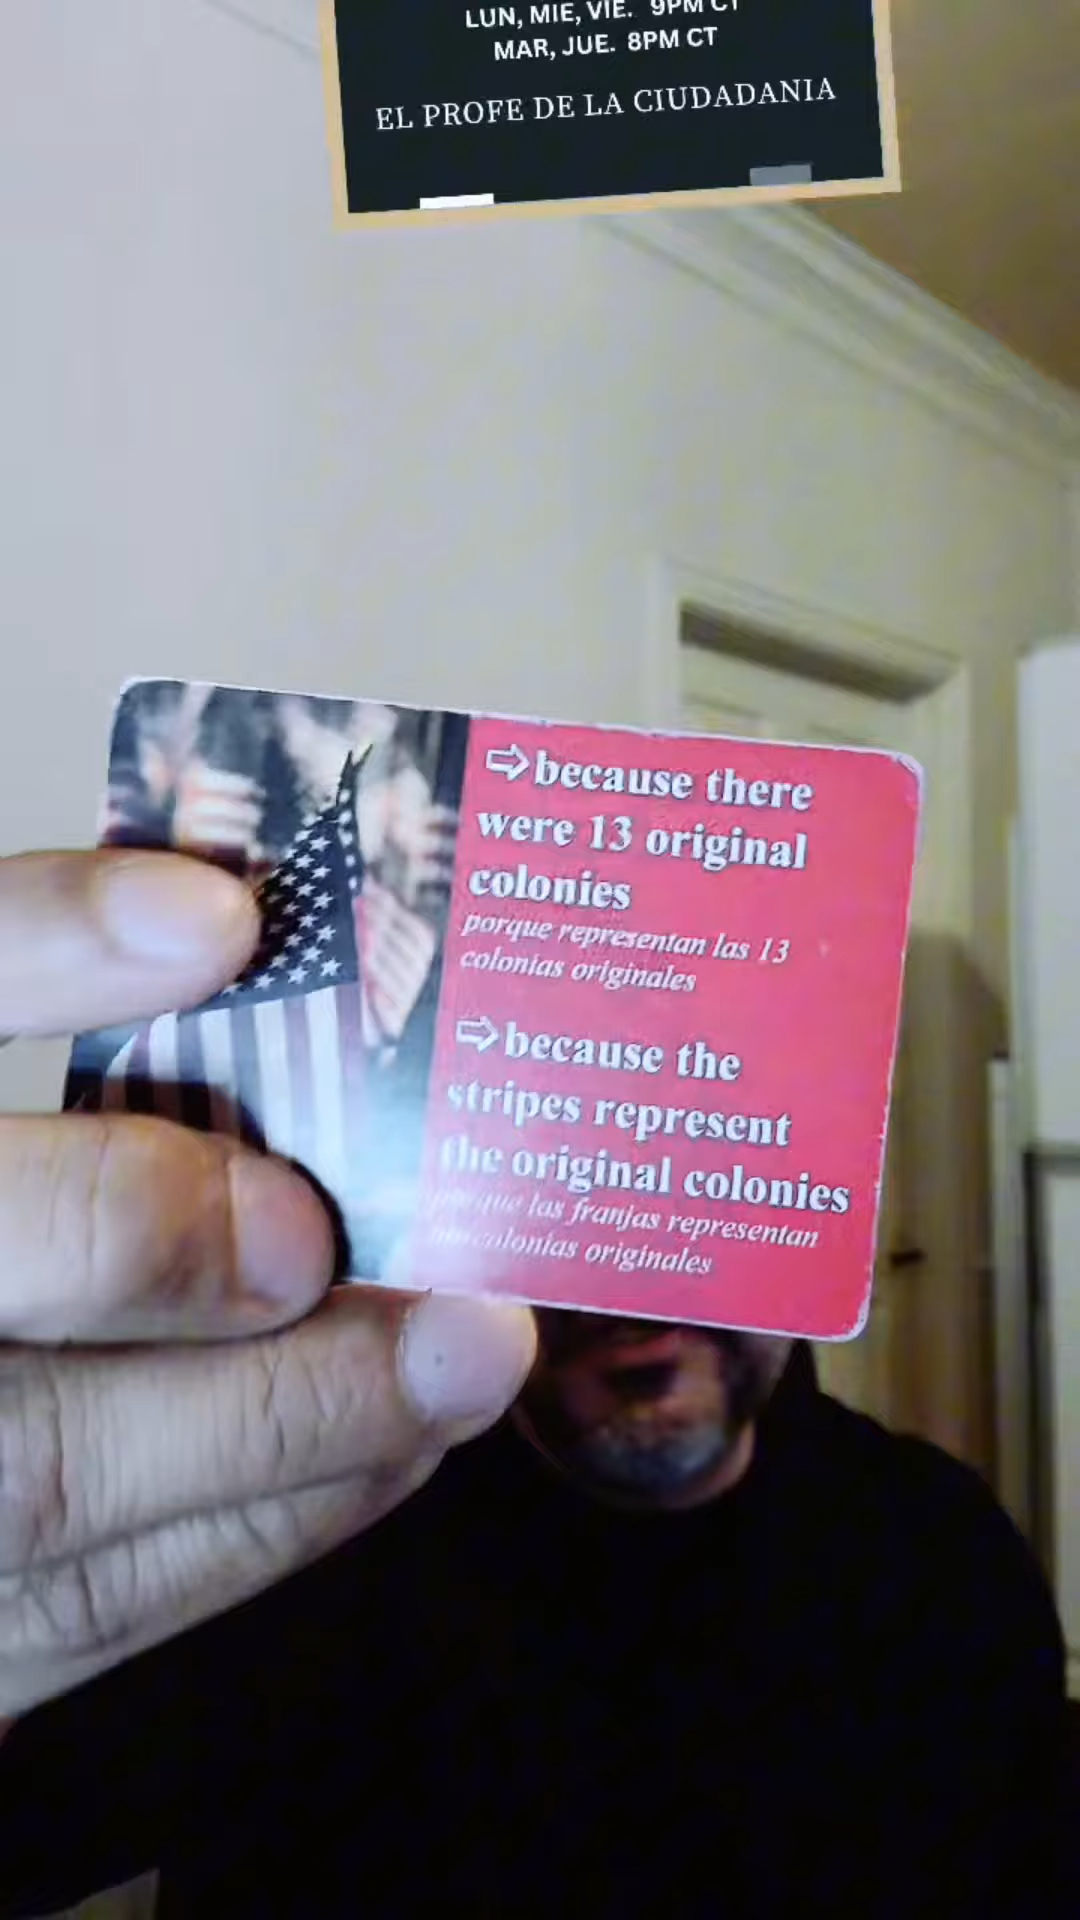 LUN, MIE, VIE. 9PM CT
MAR, JUE. 8PM CT
EL PROFE DE LA CIUDADANIA
⇨because there
were 13 original
colonies
porque representan las 13
colonias originales
⇨because the
stripes represent
the original colonies
porque las franjas representan
colonias originales